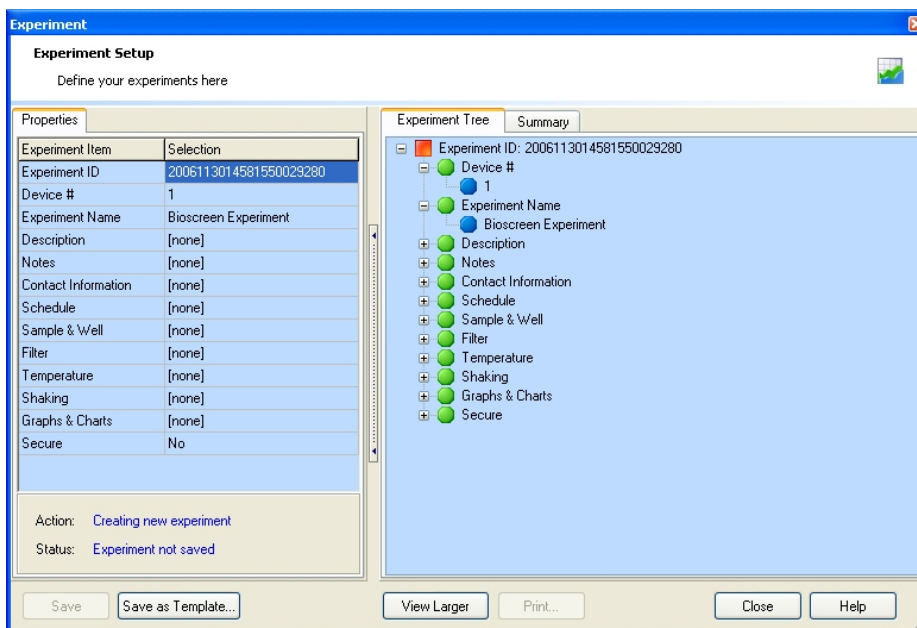 Experiment
Experiment Setup
Define your experiments here
Properties
Experiment Item Selection
Experiment ID 2006113014581550029280
Device # 1
Experiment Name Bioscreen Experiment
Description [none]
Notes [none]
Contact Information [none]
Schedule [none]
Sample & Well [none]
Filter [none]
Temperature [none]
Shaking [none]
Graphs & Charts [none]
Secure No
Action: Creating new experiment
Status: Experiment not saved
Experiment Tree Summary
Experiment ID: 2006113014581550029280
Device #
1
Experiment Name
Bioscreen Experiment
Description
Notes
Contact Information
Schedule
Sample & Well
Filter
Temperature
Shaking
Graphs & Charts
Secure
Save Save as Template... View Larger Print... Close Help